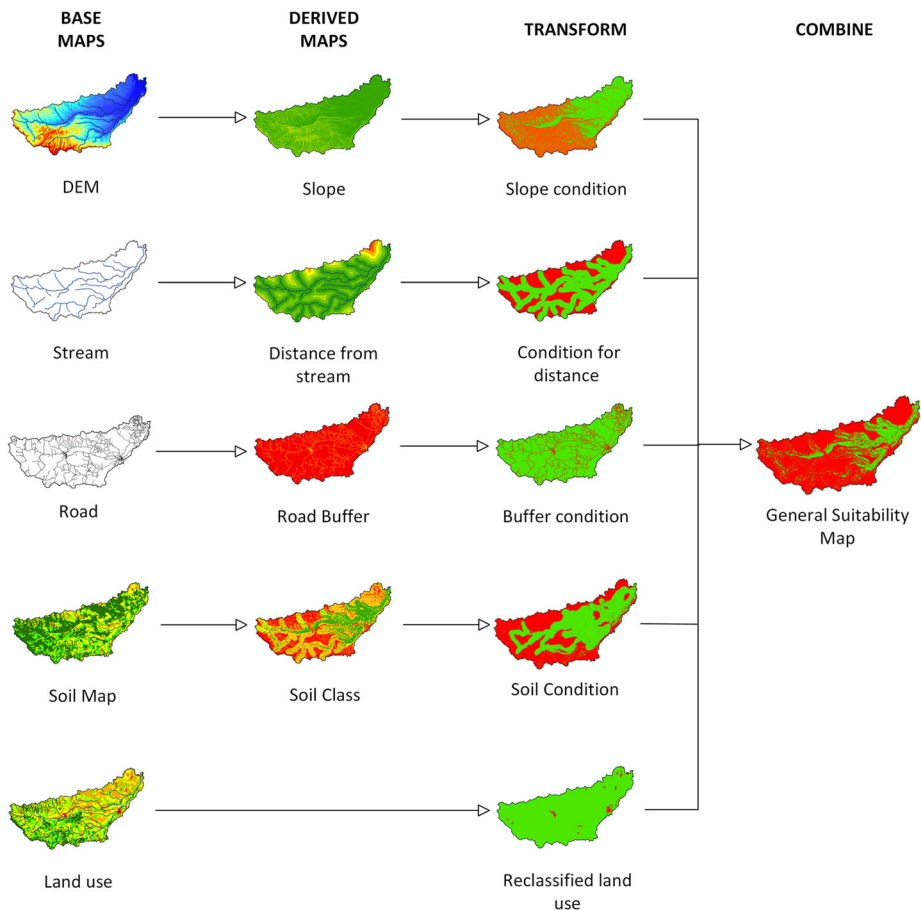 BASE
MAPS
DERIVED
MAPS
TRANSFORM
COMBINE
DEM
Slope
Slope condition
Stream
Distance from
stream
Condition for
distance
Road
Road Buffer
Buffer condition
General Suitability
Map
Soil Map
Soil Class
Soil Condition
Land use
Reclassified land
use